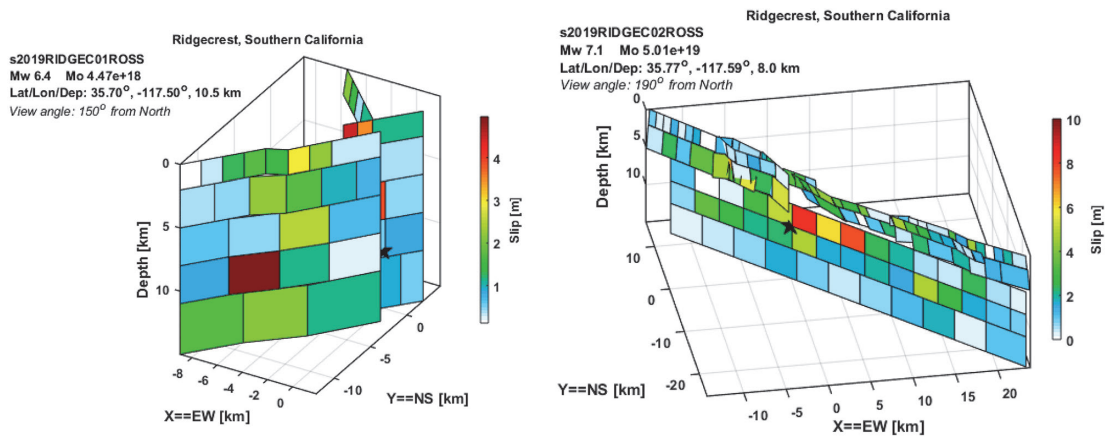 Ridgecrest, Southern California
s2019RIDGEC01ROSS
Mw 6.4 Mo 4.47e+18
Lat/Lon/Dep: 35.70°, -117.50°, 10.5 km
View angle: 150° from North
0
5
10
Depth [km]
-8 -6 -4 -2 0
X==EW [km]
-10 -5 0
Y==NS [km]
4
3
2
1
Slip [m]
Ridgecrest, Southern California
s2019RIDGEC02ROSS
Mw 7.1 Mo 5.01e+19
Lat/Lon/Dep: 35.77°, -117.59°, 8.0 km
View angle: 190° from North
0
5
10
Depth [km]
10
0
-10
-20
Y==NS [km]
-10 -5 0 5 10 15 20
X==EW [km]
10
8
6
4
2
0
Slip [m]